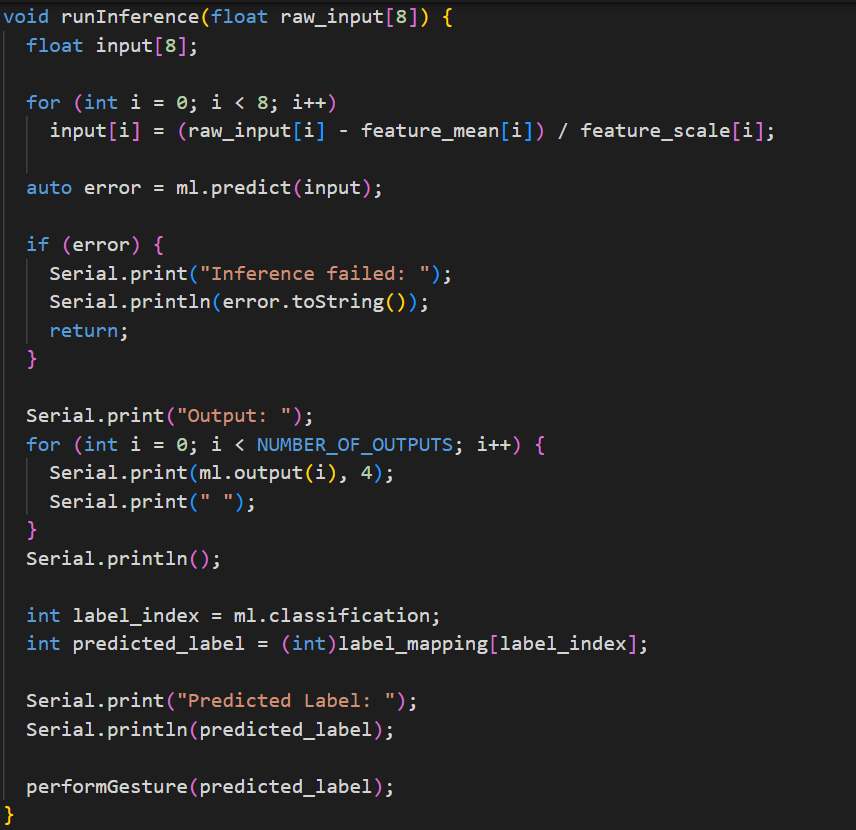 void runInference(float raw_input[8]) {
  float input[8];

  for (int i = 0; i < 8; i++)
    input[i] = (raw_input[i] - feature_mean[i]) / feature_scale[i];

  auto error = ml.predict(input);

  if (error) {
    Serial.print("Inference failed: ");
    Serial.println(error.toString());
    return;
  }

  Serial.print("Output: ");
  for (int i = 0; i < NUMBER_OF_OUTPUTS; i++) {
    Serial.print(ml.output(i), 4);
    Serial.print(" ");
  }
  Serial.println();

  int label_index = ml.classification;
  int predicted_label = (int)label_mapping[label_index];

  Serial.print("Predicted Label: ");
  Serial.println(predicted_label);

  performGesture(predicted_label);
}